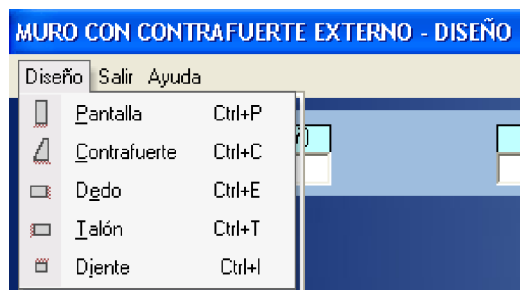 MURO CON CONTRAFUERTE EXTERNO - DISEÑO
Diseño Salir Ayuda
Pantalla Ctrl+P
Contrafuerte Ctrl+C
Dedo Ctrl+E
Talón Ctrl+T
Diente Ctrl+I